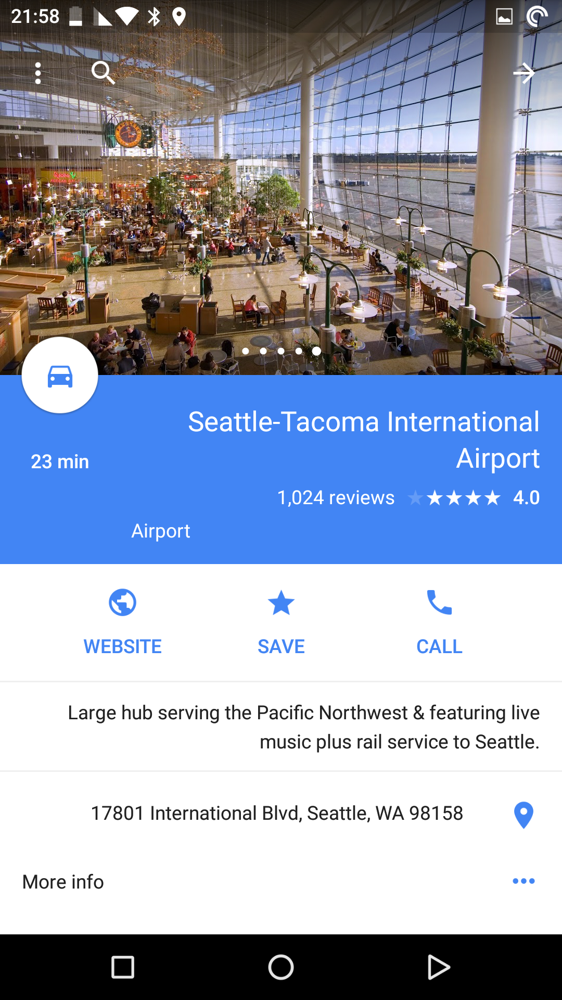 21:58
PACIFIC
Seattle-Tacoma International
Airport
23 min
1,024 reviews 4.0
Airport
WEBSITE SAVE CALL
Large hub serving the Pacific Northwest & featuring live
music plus rail service to Seattle.
17801 International Blvd, Seattle, WA 98158
More info